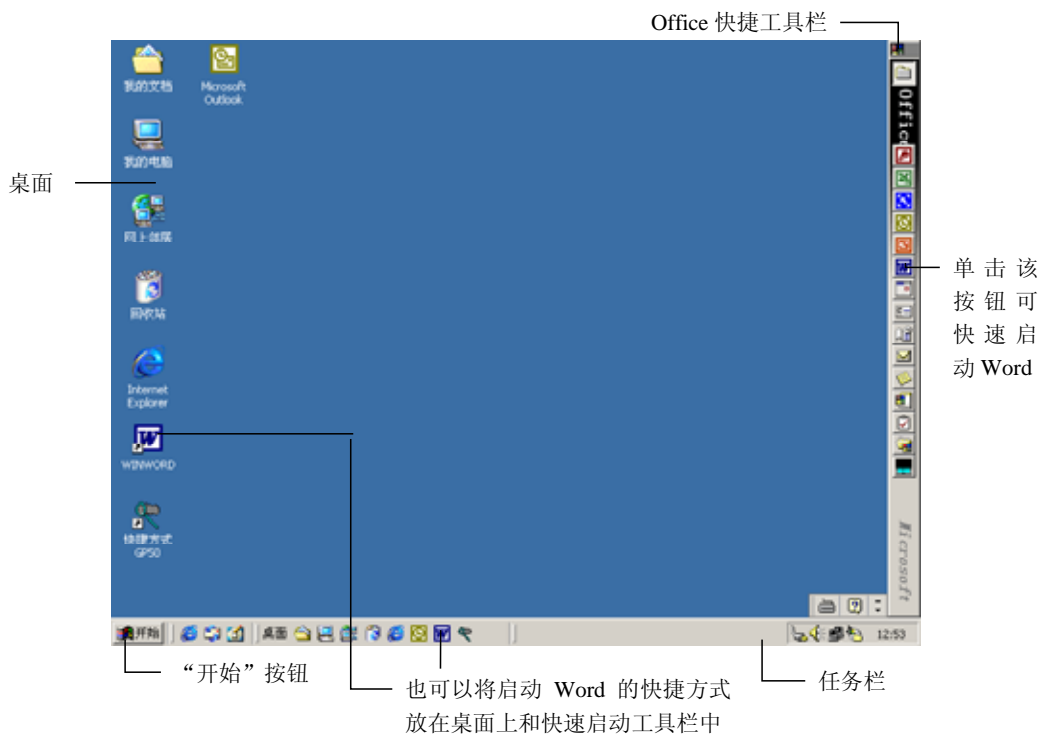 Office 快捷工具栏
我的文档
Microsoft
Outlook
Office
我的电脑
桌面
网上邻居
单击该
按钮可
快速启
动 Word
回收站
Internet
Explorer
WINWORD
快捷方式
GP50
Microsoft
开始
桌面
12:53
“开始”按钮
任务栏
也可以将启动 Word 的快捷方式
放在桌面上和快速启动工具栏中